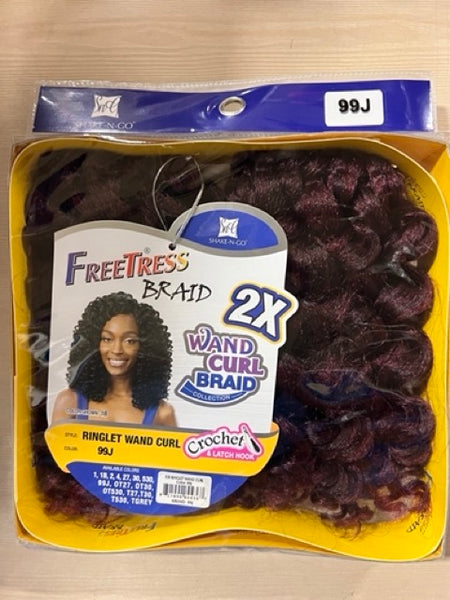 SHAKE-N-GO
99J
SHAKE-N-GO
FREETRESS®
BRAID
2X
WAND
CURL
BRAID
COLLECTION
STYLE: RINGLET WAND CURL
COLOR: 99J
Crochet
& LATCH HOOK
AVAILABLE COLORS
1, 1B, 2, 4, 27, 30, 530,
99J, OT27, OT30,
OT530, T27, T30,
T530, TGREY